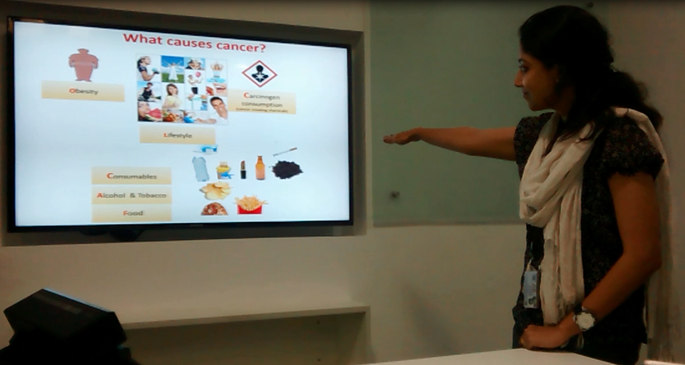 What causes cancer?
Obesity
Carcinogen
consumption
Lifestyle
Consumables
Alcohol & Tobacco
Food